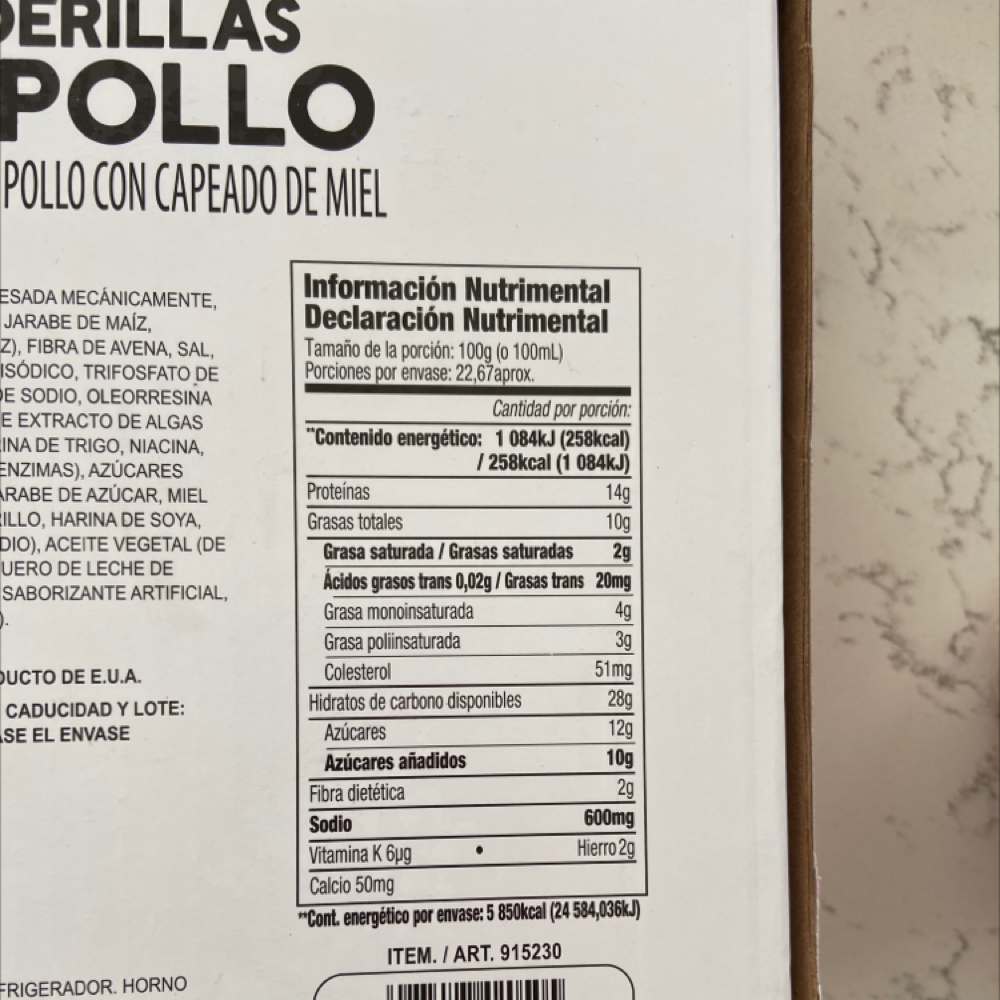 DERILLAS
POLLO
POLLO CON CAPEADO DE MIEL
ESADA MECÁNICAMENTE,
JARABE DE MAÍZ,
Z), FIBRA DE AVENA, SAL,
ISÓDICO, TRIFOSFATO DE
DE SODIO, OLEORRESINA
E EXTRACTO DE ALGAS
INA DE TRIGO, NIACINA,
ENZIMAS), AZÚCARES
ARABE DE AZÚCAR, MIEL
ILLO, HARINA DE SOYA,
DIO), ACEITE VEGETAL (DE
UERO DE LECHE DE
SABORIZANTE ARTIFICIAL,
).
DUCTO DE E.U.A.
CADUCIDAD Y LOTE:
ASE EL ENVASE
FRIGERADOR. HORNO
Información Nutrimental
Declaración Nutrimental
Tamaño de la porción: 100g (o 100mL)
Porciones por envase: 22,67aprox.
Cantidad por porción:
**Contenido energético: 1 084kJ (258kcal)
/ 258kcal (1 084kJ)
Proteínas 14g
Grasas totales 10g
Grasa saturada / Grasas saturadas 2g
Ácidos grasos trans 0,02g / Grasas trans 20mg
Grasa monoinsaturada 4g
Grasa poliinsaturada 3g
Colesterol 51mg
Hidratos de carbono disponibles 28g
Azúcares 12g
Azúcares añadidos 10g
Fibra dietética 2g
Sodio 600mg
Vitamina K 6µg • Hierro 2g
Calcio 50mg
**Cont. energético por envase: 5 850kcal (24 584,036kJ)
ITEM. / ART. 915230